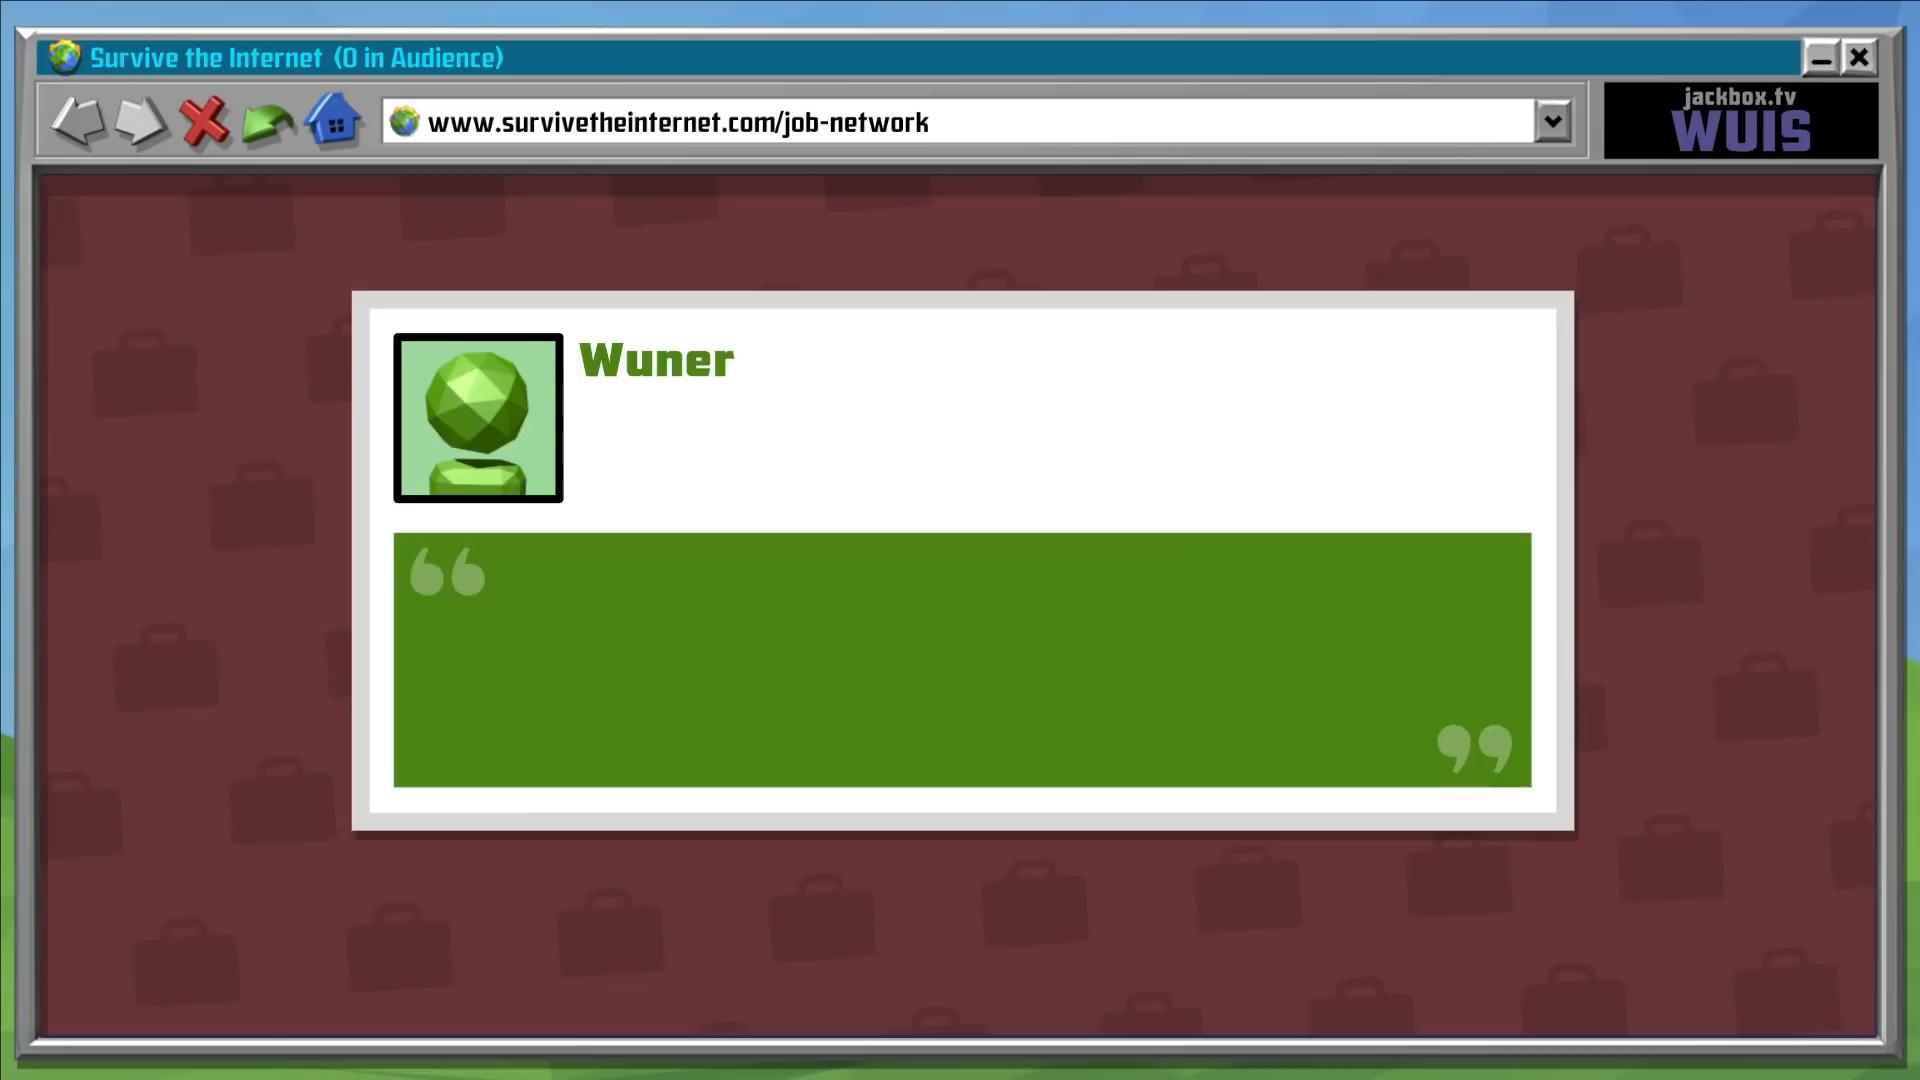 Survive the Internet (0 in Audience)
www.survivetheinternet.com/job-network
jackbox.tv
WUIS
Wuner
“
”